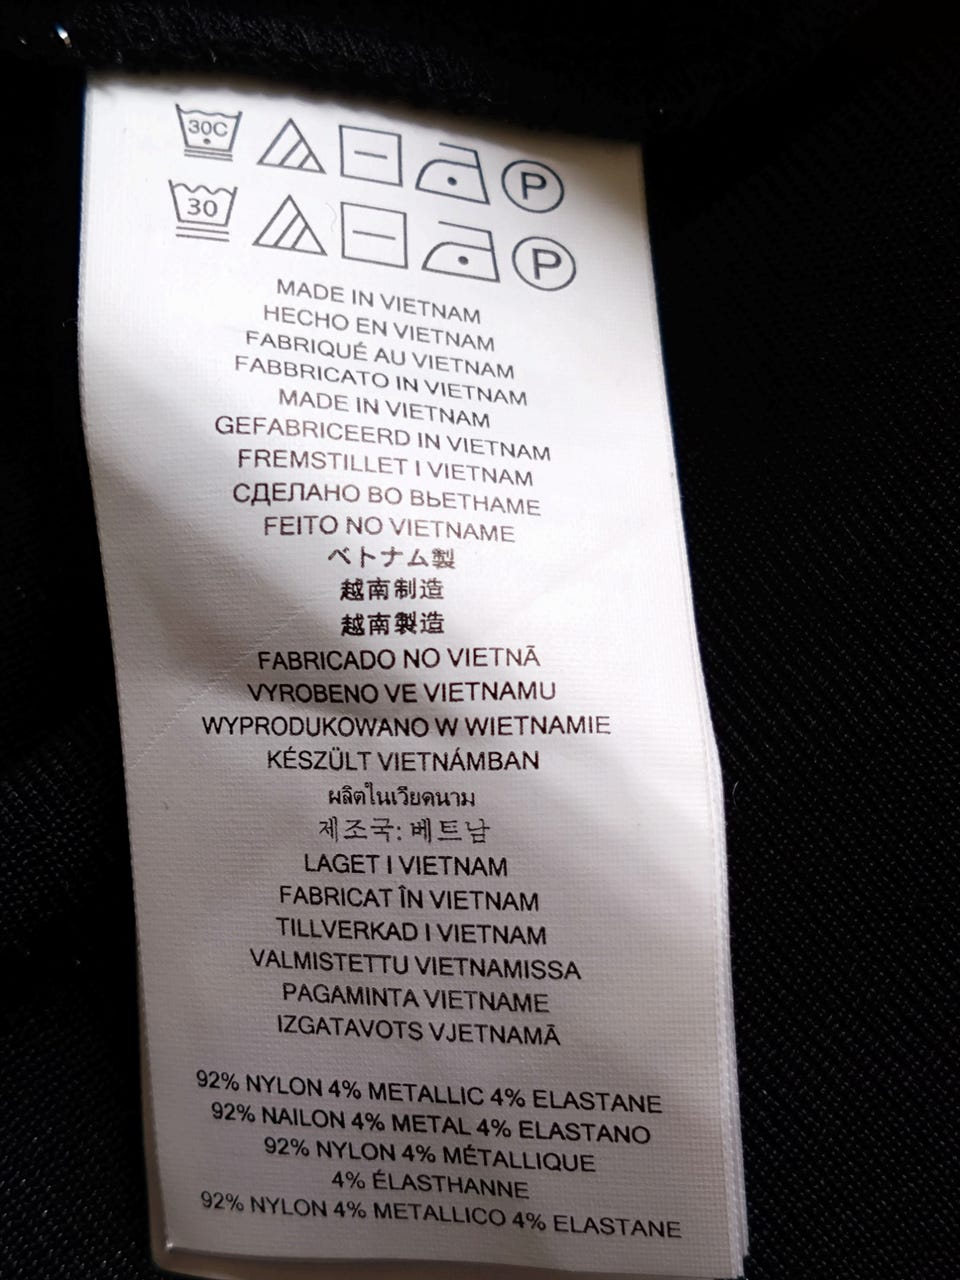 30C P
30 P
MADE IN VIETNAM
HECHO EN VIETNAM
FABRIQUÉ AU VIETNAM
FABBRICATO IN VIETNAM
MADE IN VIETNAM
GEFABRICEERD IN VIETNAM
FREMSTILLET I VIETNAM
СДЕЛАНО ВО ВЬЕТНАМЕ
FEITO NO VIETNAME
ベトナム製
越南制造
越南製造
FABRICADO NO VIETNÃ
VYROBENO VE VIETNAMU
WYPRODUKOWANO W WIETNAMIE
KÉSZÜLT VIETNÁMBAN
ผลิตในเวียดนาม
제조국: 베트남
LAGET I VIETNAM
FABRICAT ÎN VIETNAM
TILLVERKAD I VIETNAM
VALMISTETTU VIETNAMISSA
PAGAMINTA VIETNAME
IZGATAVOTS VJETNAMĀ
92% NYLON 4% METALLIC 4% ELASTANE
92% NAILON 4% METAL 4% ELASTANO
92% NYLON 4% MÉTALLIQUE
4% ÉLASTHANNE
92% NYLON 4% METALLICO 4% ELASTANE